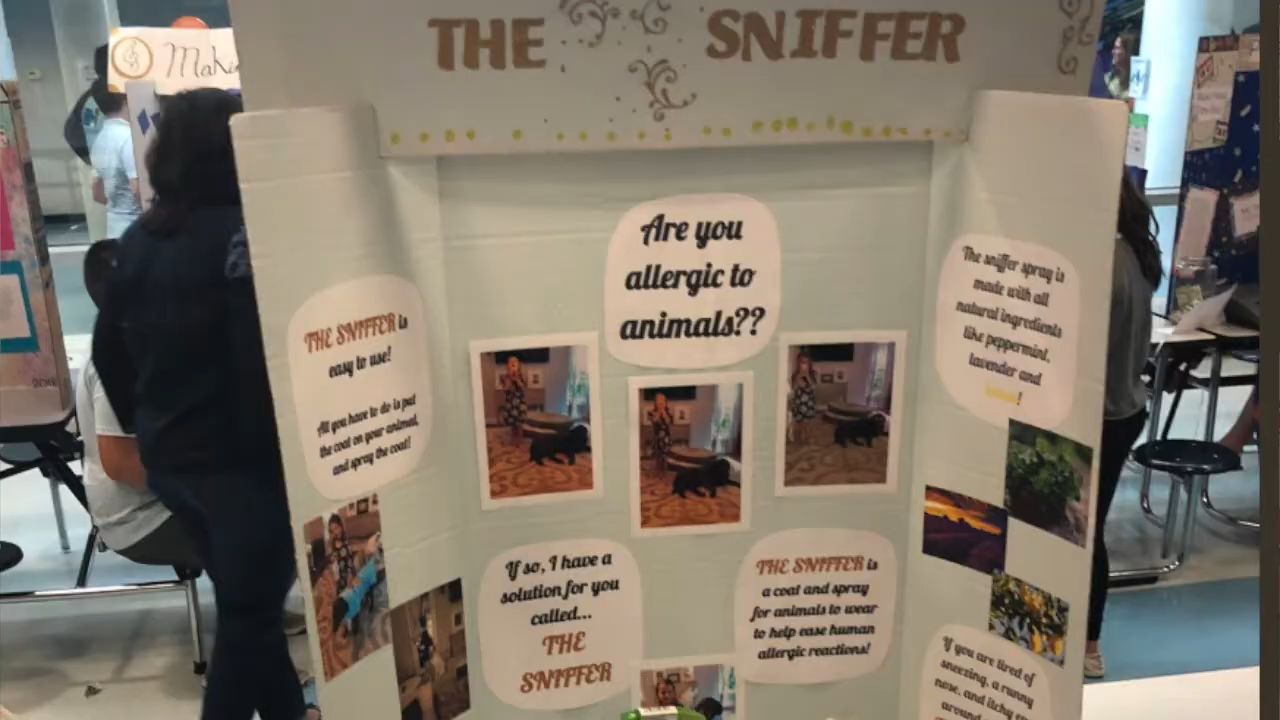 Maki
THE SNIFFER
Are you
allergic to
animals??
THE SNIFFER is
easy to use!
All you have to do is put
the coat on your animal,
and spray the coat!
The sniffer spray is
made with all
natural ingredients
like peppermint,
lavender and
!
If so, I have a
solution for you
called...
THE
SNIFFER
THE SNIFFER is
a coat and spray
for animals to wear
to help ease human
allergic reactions!
If you are tired of
sneezing, a runny
nose, and itchy
around